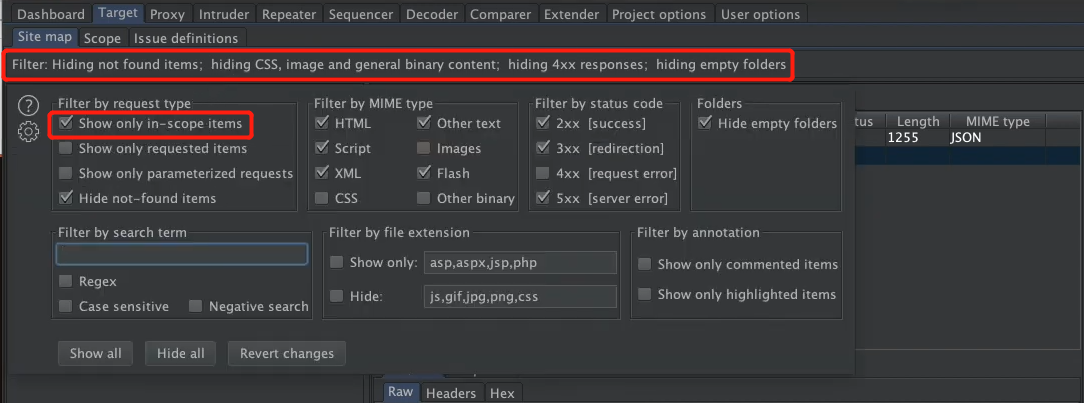 Dashboard Target Proxy Intruder Repeater Sequencer Decoder Comparer Extender Project options User options
Site map Scope Issue definitions
Filter: Hiding not found items; hiding CSS, image and general binary content; hiding 4xx responses; hiding empty folders
?
Filter by request type
Show only in-scope items
Show only requested items
Show only parameterized requests
Hide not-found items
Filter by MIME type
HTML Other text
Script Images
XML Flash
CSS Other binary
Filter by status code
2xx [success]
3xx [redirection]
4xx [request error]
5xx [server error]
Folders
Hide empty folders
Length MIME type
1255 JSON
Filter by search term
Regex
Case sensitive Negative search
Filter by file extension
Show only: asp,aspx,jsp,php
Hide: js,gif,jpg,png,css
Filter by annotation
Show only commented items
Show only highlighted items
Show all Hide all Revert changes
Raw Headers Hex